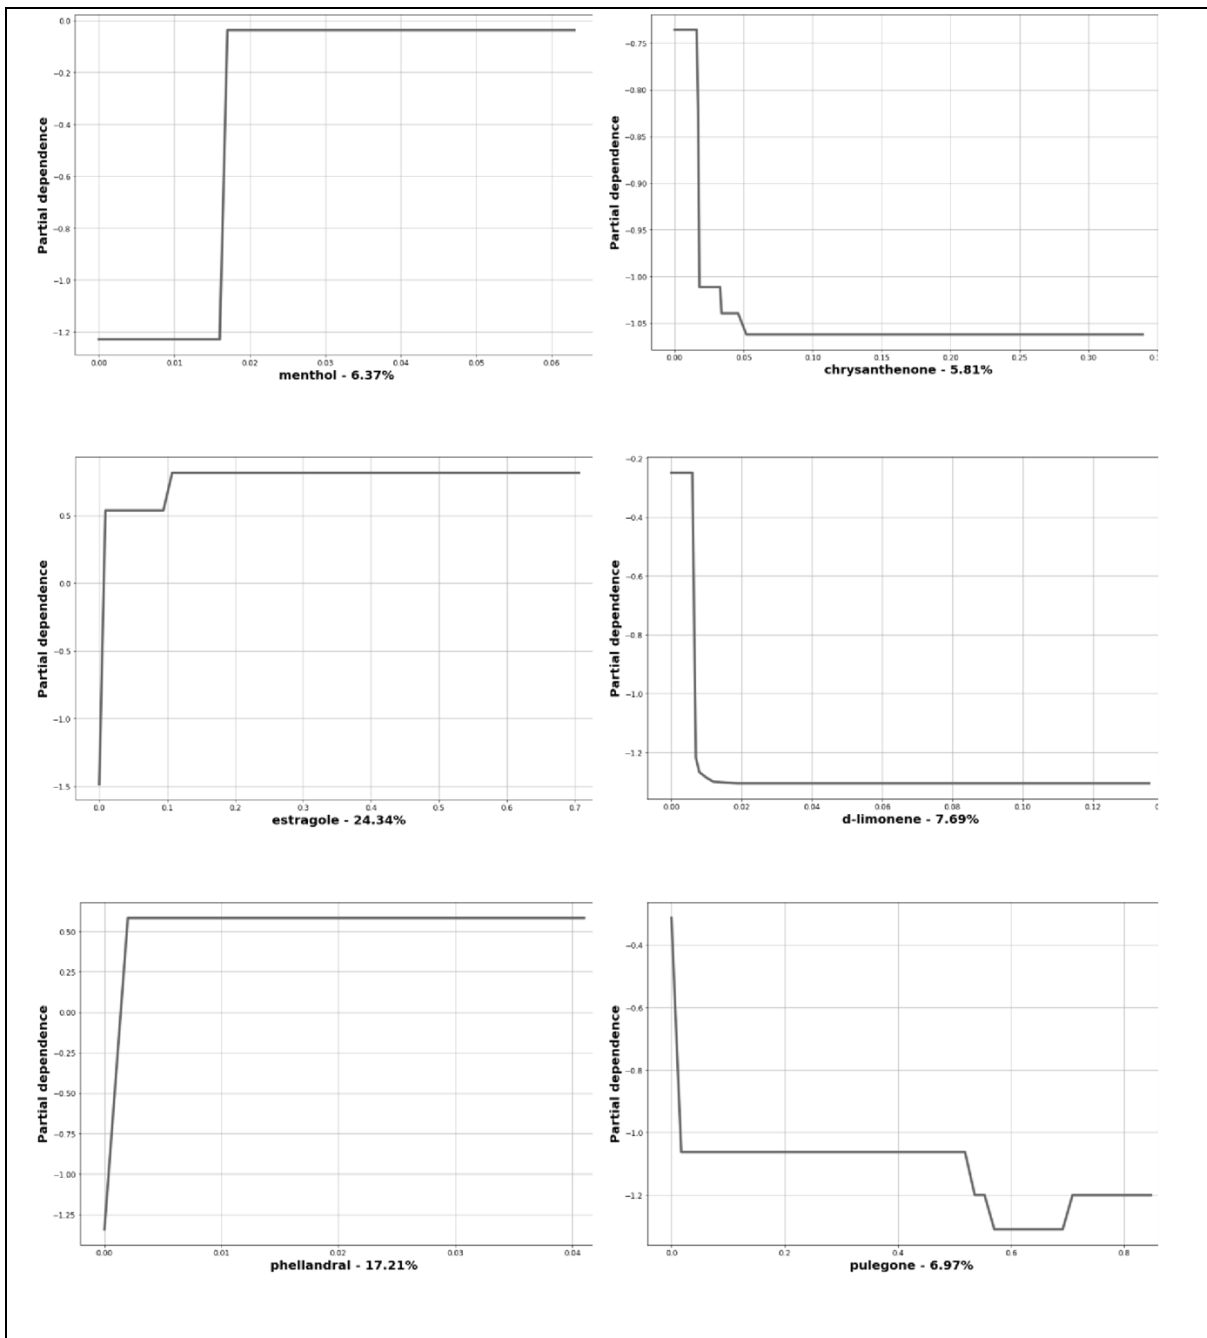 0.0
−0.2
−0.4
−0.6
−0.8
−1.0
−1.2
Partial dependence
0.00 0.01 0.02 0.03 0.04 0.05 0.06
menthol - 6.37%
−0.75
−0.80
−0.85
−0.90
−0.95
−1.00
−1.05
Partial dependence
0.00 0.05 0.10 0.15 0.20 0.25 0.30
chrysanthenone - 5.81%
0.5
0.0
−0.5
−1.0
−1.5
Partial dependence
0.0 0.1 0.2 0.3 0.4 0.5 0.6 0.7
estragole - 24.34%
−0.2
−0.4
−0.6
−0.8
−1.0
−1.2
Partial dependence
0.00 0.02 0.04 0.06 0.08 0.10 0.12
d-limonene - 7.69%
0.50
0.25
0.00
−0.25
−0.50
−0.75
−1.00
−1.25
Partial dependence
0.00 0.01 0.02 0.03 0.04
phellandral - 17.21%
−0.4
−0.6
−0.8
−1.0
−1.2
Partial dependence
0.0 0.2 0.4 0.6 0.8
pulegone - 6.97%